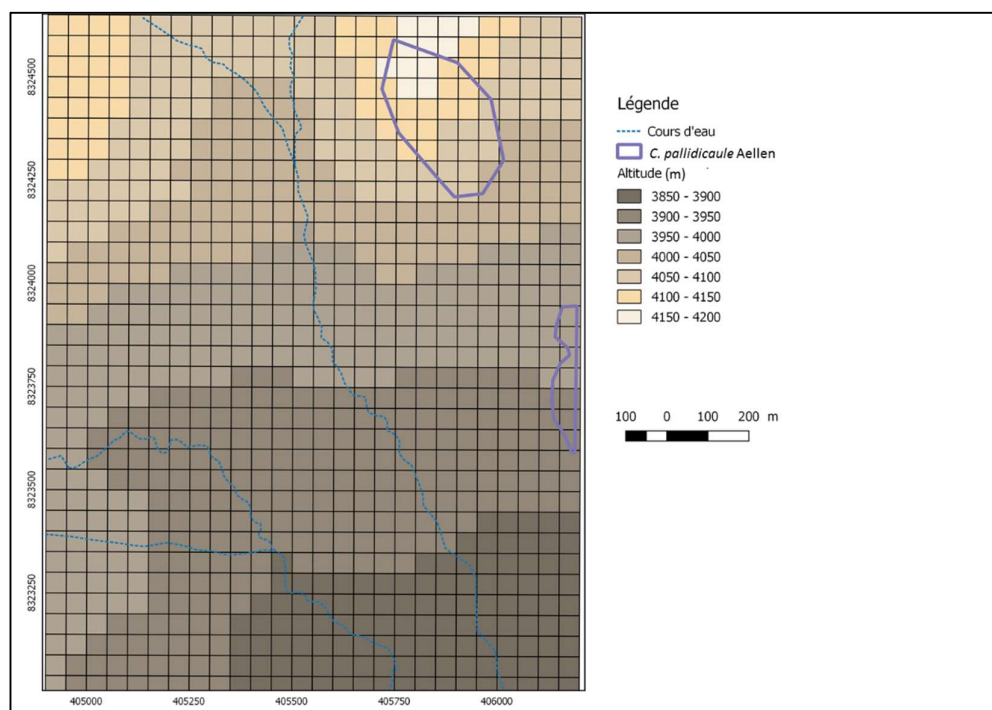 8324500
8324250
8324000
8323750
8323500
8323250
405000 405250 405500 405750 406000
Légende
Cours d'eau
C. pallidicaule Aellen
Altitude (m)
3850 - 3900
3900 - 3950
3950 - 4000
4000 - 4050
4050 - 4100
4100 - 4150
4150 - 4200
100 0 100 200 m